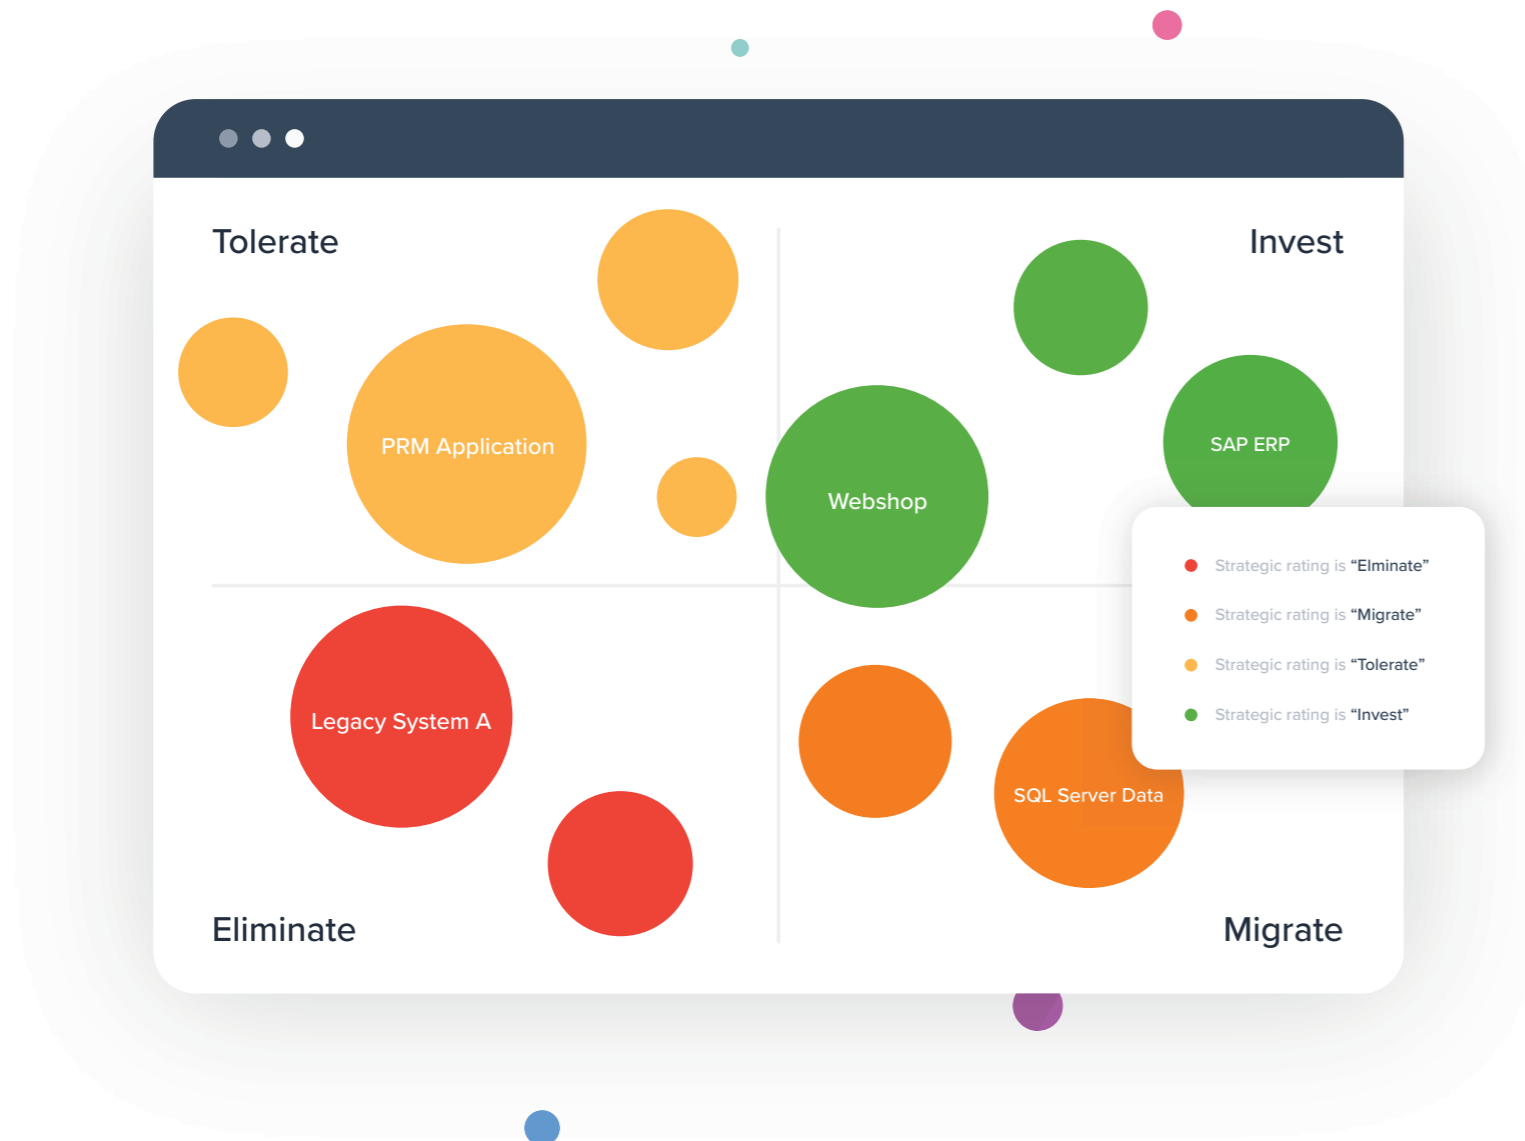 Tolerate
Invest
PRM Application
SAP ERP
Webshop
Strategic rating is “Elminate”
Strategic rating is “Migrate”
Strategic rating is “Tolerate”
Strategic rating is “Invest”
Legacy System A
SQL Server Data
Eliminate
Migrate